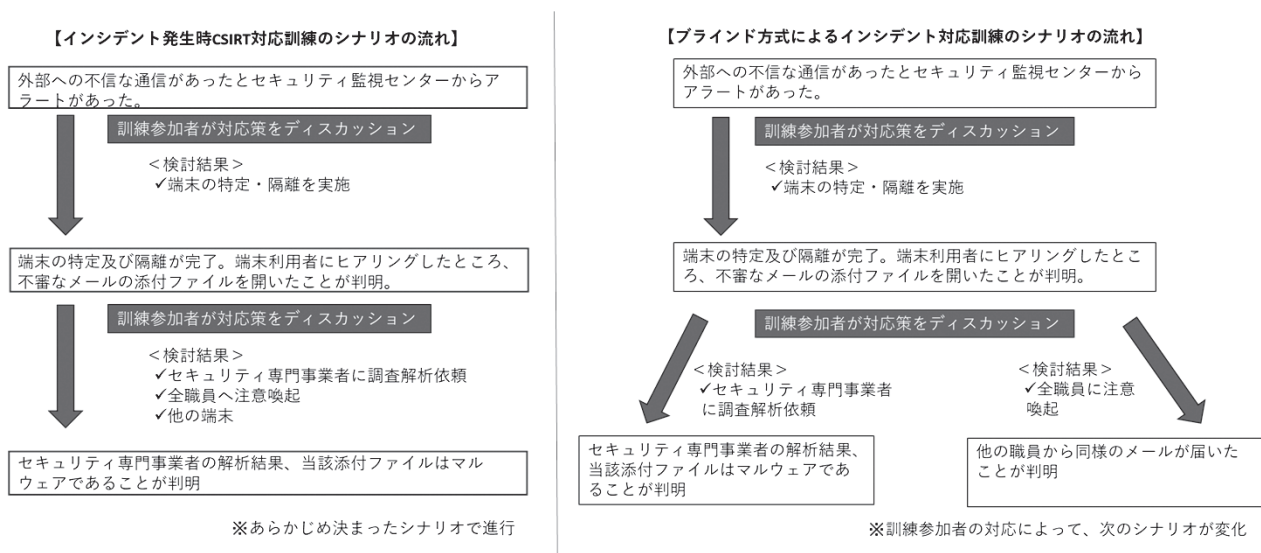 【インシデント発生時CSIRT対応訓練のシナリオの流れ】
外部への不信な通信があったとセキュリティ監視センターからア
ラートがあった。
訓練参加者が対応策をディスカッション
＜検討結果＞
✓端末の特定・隔離を実施
端末の特定及び隔離が完了。端末利用者にヒアリングしたところ、
不審なメールの添付ファイルを開いたことが判明。
訓練参加者が対応策をディスカッション
＜検討結果＞
✓セキュリティ専門事業者に調査解析依頼
✓全職員へ注意喚起
✓他の端末
セキュリティ専門事業者の解析結果、当該添付ファイルはマル
ウェアであることが判明
※あらかじめ決まったシナリオで進行
【ブラインド方式によるインシデント対応訓練のシナリオの流れ】
外部への不信な通信があったとセキュリティ監視センターから
アラートがあった。
訓練参加者が対応策をディスカッション
＜検討結果＞
✓端末の特定・隔離を実施
端末の特定及び隔離が完了。端末利用者にヒアリングしたとこ
ろ、不審なメールの添付ファイルを開いたことが判明。
訓練参加者が対応策をディスカッション
＜検討結果＞
✓セキュリティ専門事業者
に調査解析依頼
＜検討結果＞
✓全職員に注意
喚起
セキュリティ専門事業者の解析結果、
当該添付ファイルはマルウェアであ
ることが判明
他の職員から同様のメールが届いた
ことが判明
※訓練参加者の対応によって、次のシナリオが変化